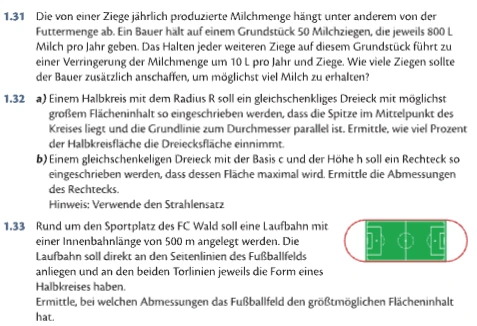 1.31 Die von einer Ziege jährlich produzierte Milchmenge hängt unter anderem von der
Futtermenge ab. Ein Bauer hält auf einem Grundstück 50 Milchziegen, die jeweils 800 L
Milch pro Jahr geben. Das Halten jeder weiteren Ziege auf diesem Grundstück führt zu
einer Verringerung der Milchmenge um 10 L pro Jahr und Ziege. Wie viele Ziegen sollte
der Bauer zusätzlich anschaffen, um möglichst viel Milch zu erhalten?
1.32 a) Einem Halbkreis mit dem Radius R soll ein gleichschenkliges Dreieck mit möglichst
großem Flächeninhalt so eingeschrieben werden, dass die Spitze im Mittelpunkt des
Kreises liegt und die Grundlinie zum Durchmesser parallel ist. Ermittle, wie viel Prozent
der Halbkreisfläche die Dreiecksfläche einnimmt.
b) Einem gleichschenkeligen Dreieck mit der Basis c und der Höhe h soll ein Rechteck so
eingeschrieben werden, dass dessen Fläche maximal wird. Ermittle die Abmessungen
des Rechtecks.
Hinweis: Verwende den Strahlensatz
1.33 Rund um den Sportplatz des FC Wald soll eine Laufbahn mit
einer Innenbahnlänge von 500 m angelegt werden. Die
Laufbahn soll direkt an den Seitenlinien des Fußballfelds
anliegen und an den beiden Torlinien jeweils die Form eines
Halbkreises haben.
Ermittle, bei welchen Abmessungen das Fußballfeld den größtmöglichen Flächeninhalt
hat.